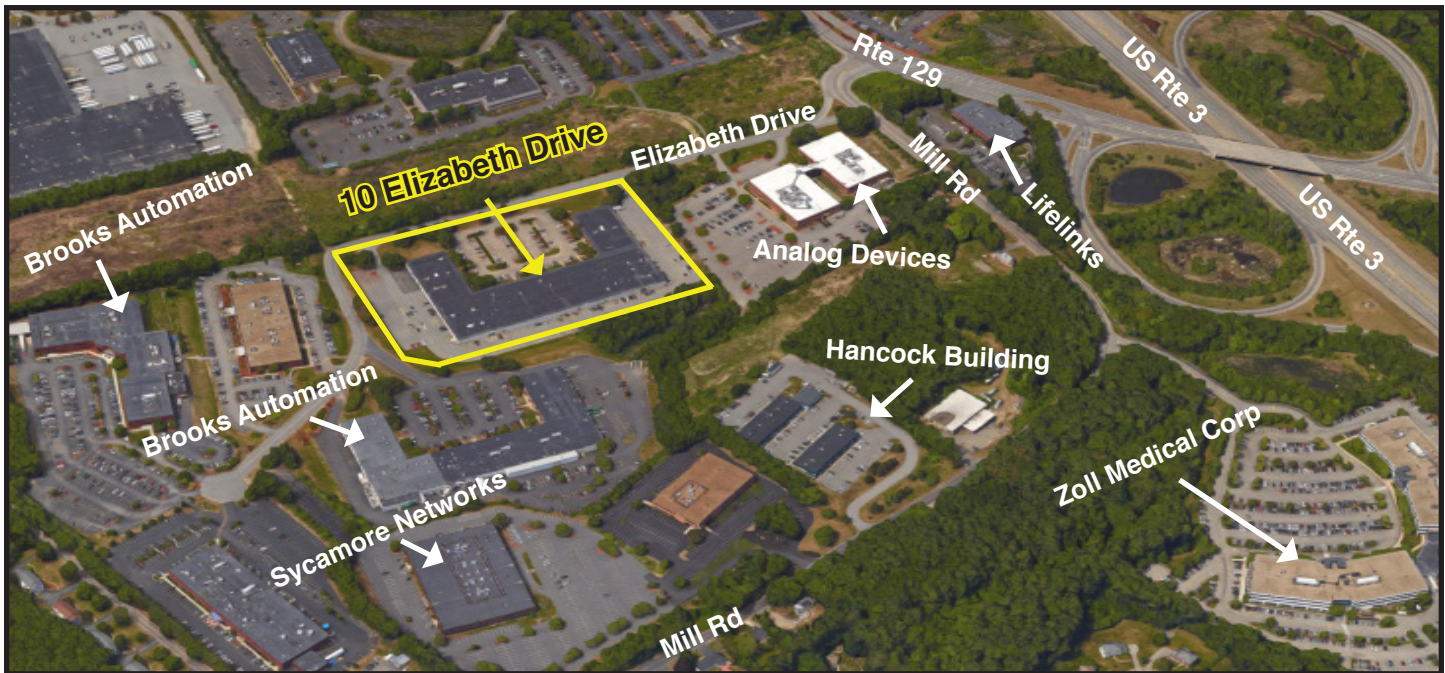 Rte 129
US Rte 3
Elizabeth Drive
10 Elizabeth Drive
Mill Rd
Lifelinks
US Rte 3
Brooks Automation
Analog Devices
Hancock Building
Brooks Automation
Zoll Medical Corp
Sycamore Networks
Mill Rd